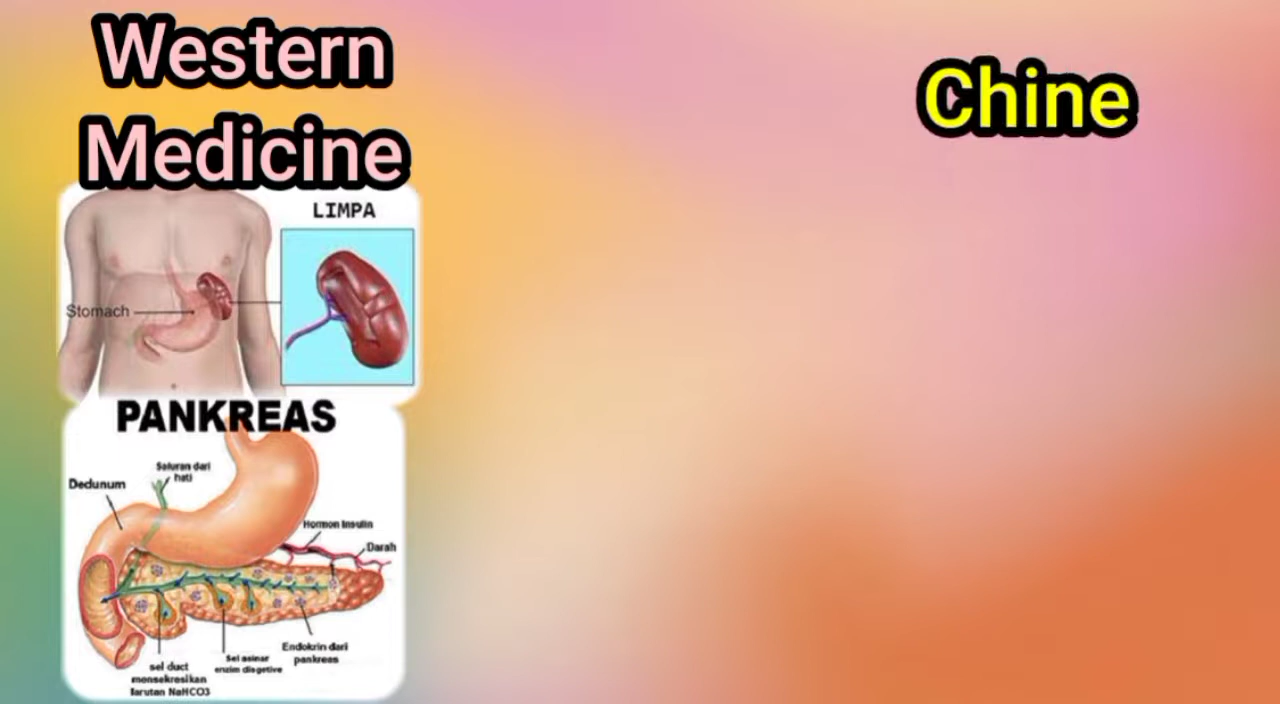 Western
Medicine
Chine
LIMPA
Stomach
PANKREAS
Saluran dari
hati
Dedunum
Hormon Insulin
Darah
Endokrin dari
pankreas
Sel asinar
enzim disgetive
sel duct
mensekresikan
larutan NaHCO3